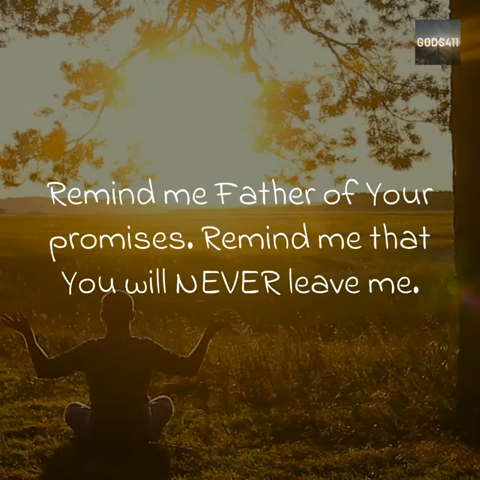 GODS411
Remind me Father of Your
promises. Remind me that
You will NEVER leave me.